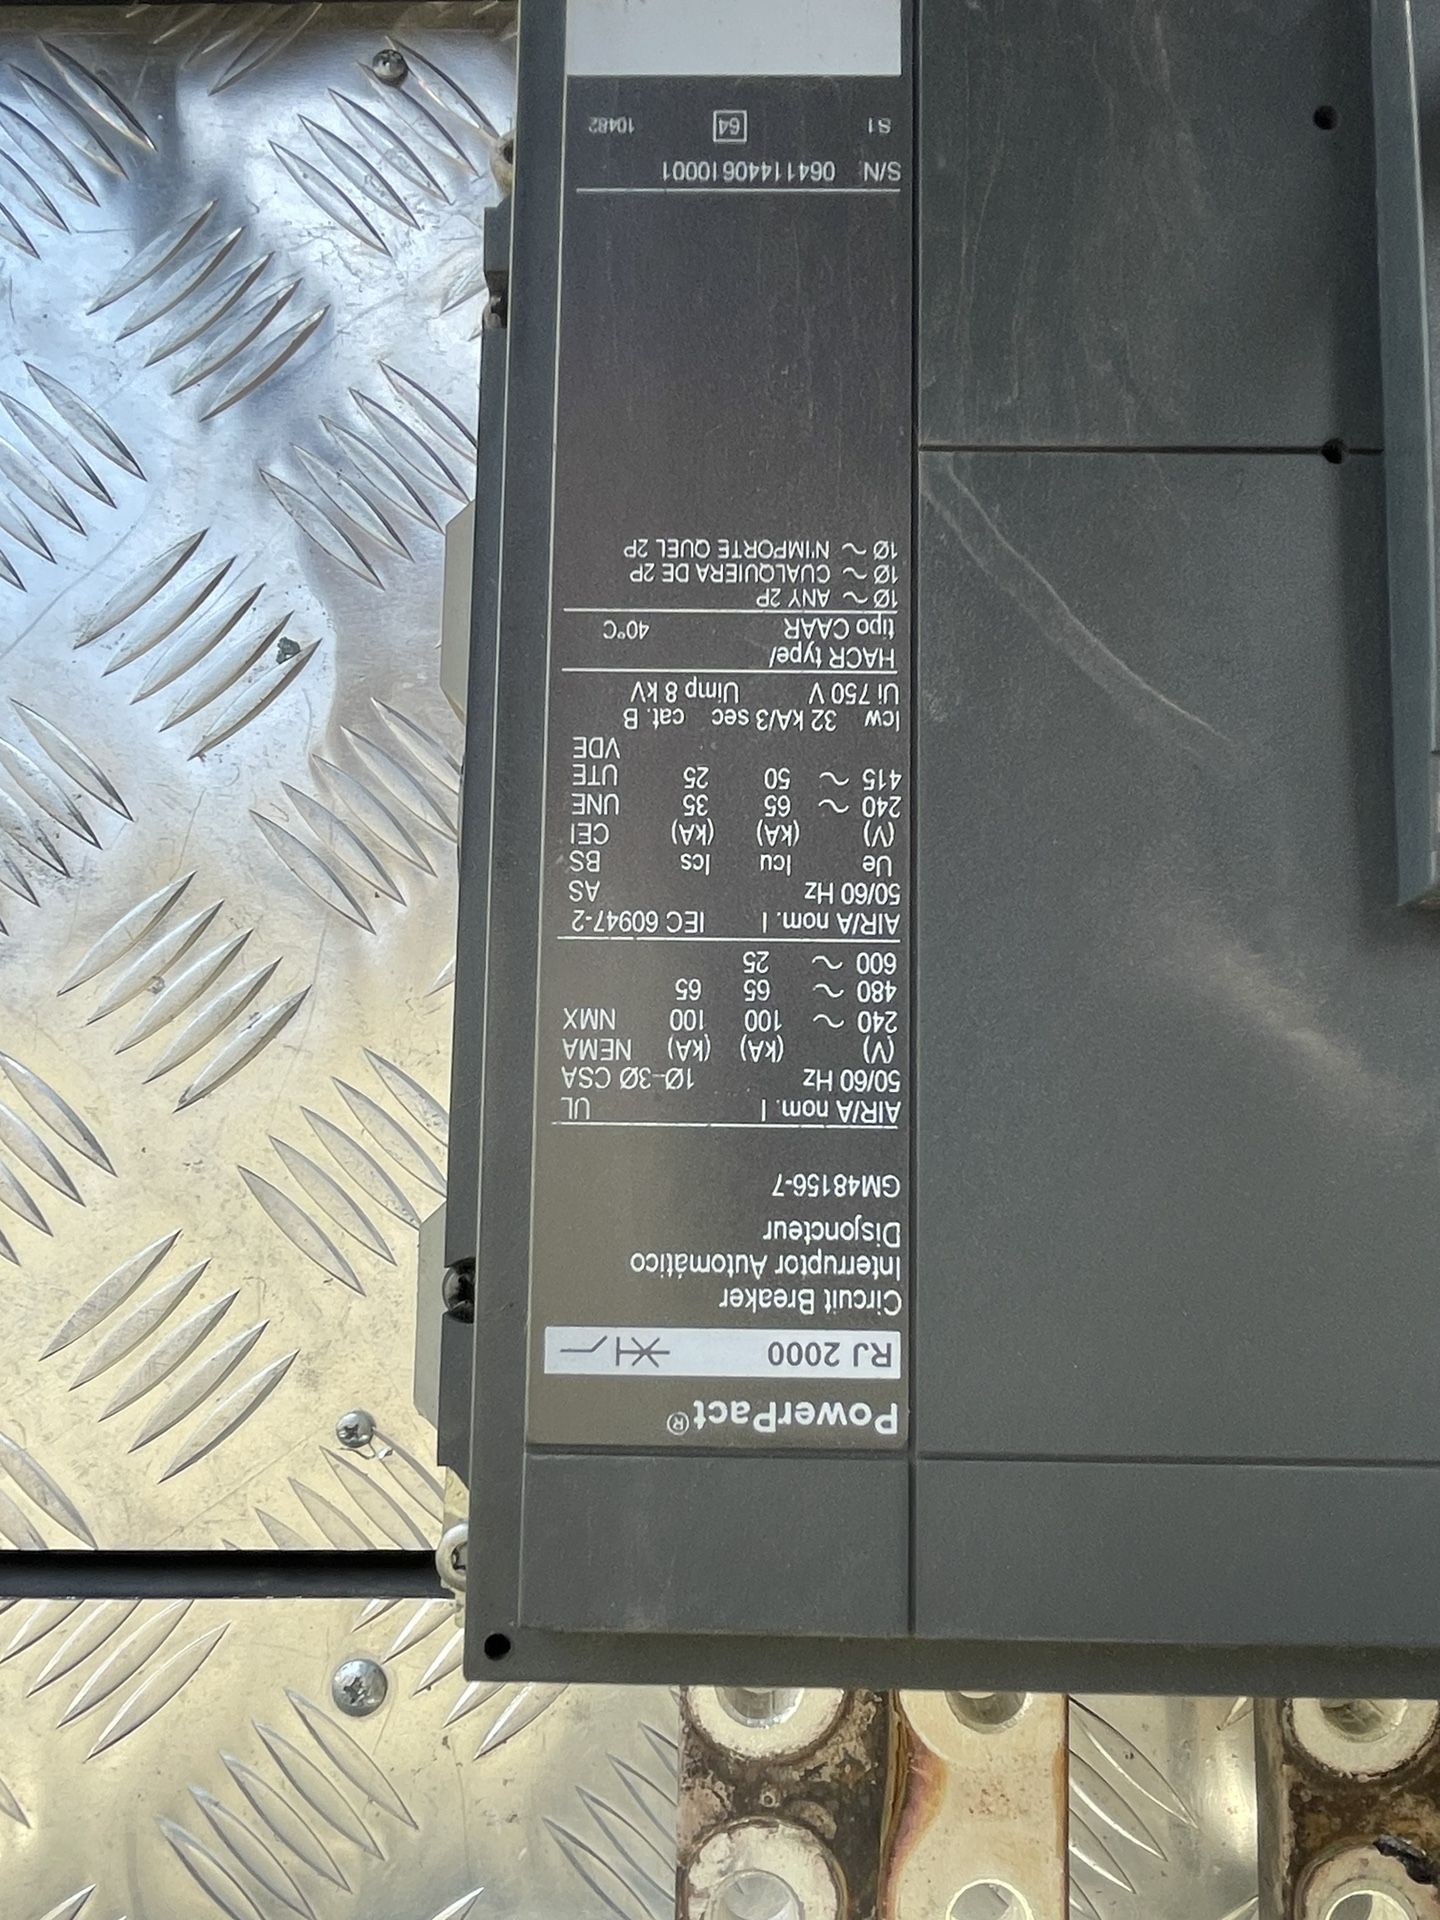 PowerPact®
RJ 2000
Circuit Breaker
Interruptor Automático
Disjoncteur
GM48156-7
AIR/A nom. I UL
50/60 Hz 1Ø-3Ø CSA
(V) (kA) (kA) NEMA
240 ~ 100 100 NMX
480 ~ 65 65
600 ~ 25
AIR/A nom. I IEC 60947-2
50/60 Hz AS
Ue Icu Ics BS
(V) (kA) (kA) CEI
240 ~ 65 35 UNE
415 ~ 50 25 UTE
VDE
Icw 32 kA/3 sec cat. B
Ui 750 V Uimp 8 kV
HACR type/
tipo CAAR 40°C
1Ø ~ ANY 2P
1Ø ~ CUALQUIERA DE 2P
1Ø ~ N'IMPORTE QUEL 2P
S/N 06411440610001
S1 64 10482